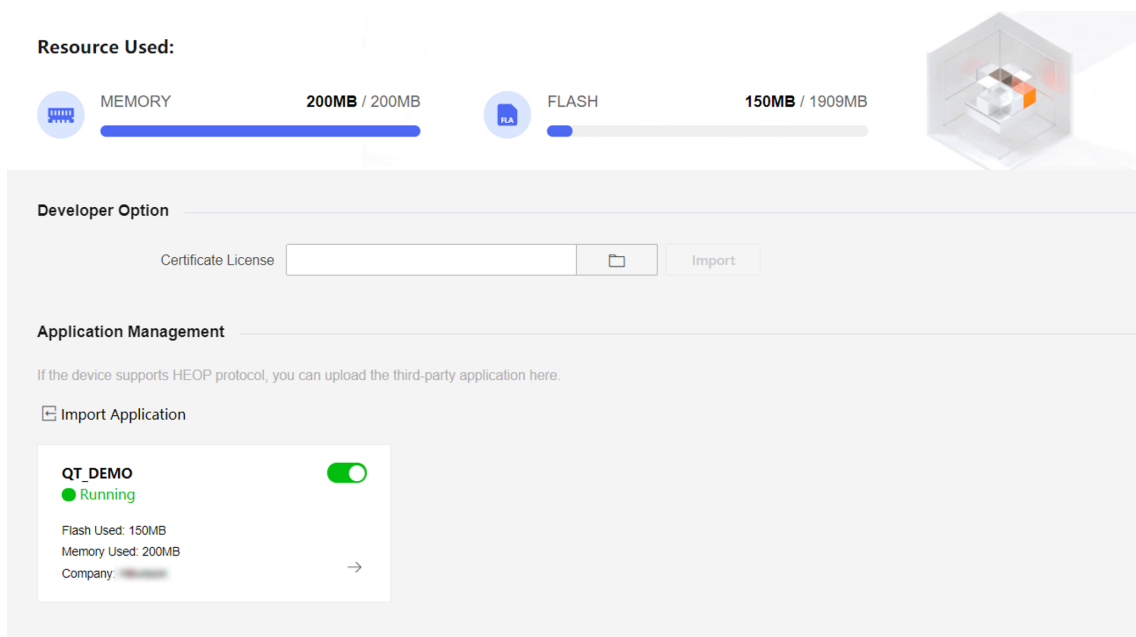 Resource Used:
MEMORY 200MB / 200MB
FLASH 150MB / 1909MB
FLA
Developer Option
Certificate License
Import
Application Management
If the device supports HEOP protocol, you can upload the third-party application here.
Import Application
QT_DEMO
Running
Flash Used: 150MB
Memory Used: 200MB
Company: